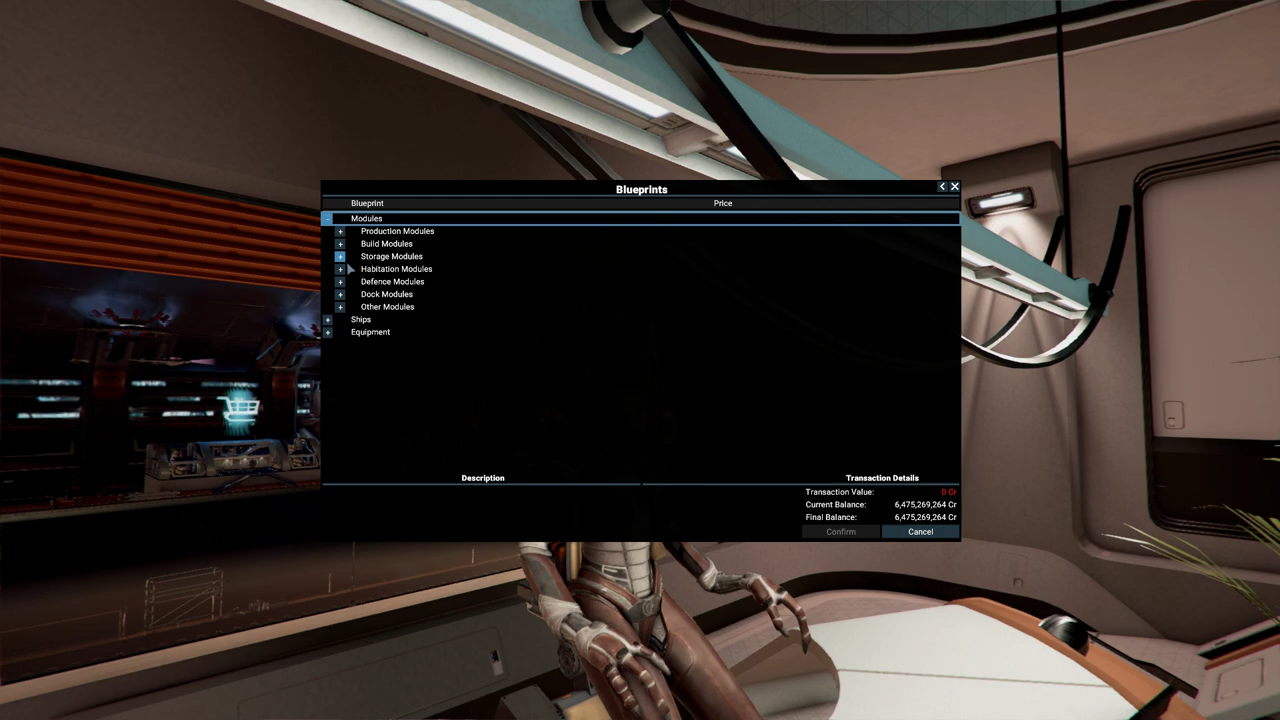 Blueprints
Blueprint Price
- Modules
+ Production Modules
+ Build Modules
+ Storage Modules
+ Habitation Modules
+ Defence Modules
+ Dock Modules
+ Other Modules
+ Ships
+ Equipment
Description Transaction Details
Transaction Value: 0 Cr
Current Balance: 6,475,269,264 Cr
Final Balance: 6,475,269,264 Cr
Confirm Cancel